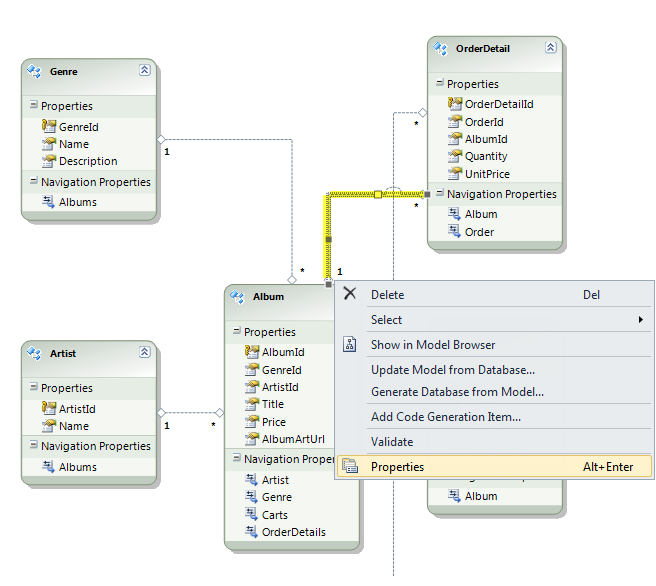 OrderDetail
Properties
OrderDetailId
OrderId
AlbumId
Quantity
UnitPrice
Navigation Properties
Album
Order
Genre
Properties
GenreId
Name
Description
Navigation Properties
Albums
1
*
*
*
1
Album
Properties
AlbumId
GenreId
ArtistId
Title
Price
AlbumArtUrl
Navigation Proper
Artist
Genre
Carts
OrderDetails
Artist
Properties
ArtistId
Name
Navigation Properties
Albums
1
*
Delete Del
Select
Show in Model Browser
Update Model from Database...
Generate Database from Model...
Add Code Generation Item...
Validate
Properties Alt+Enter
Album